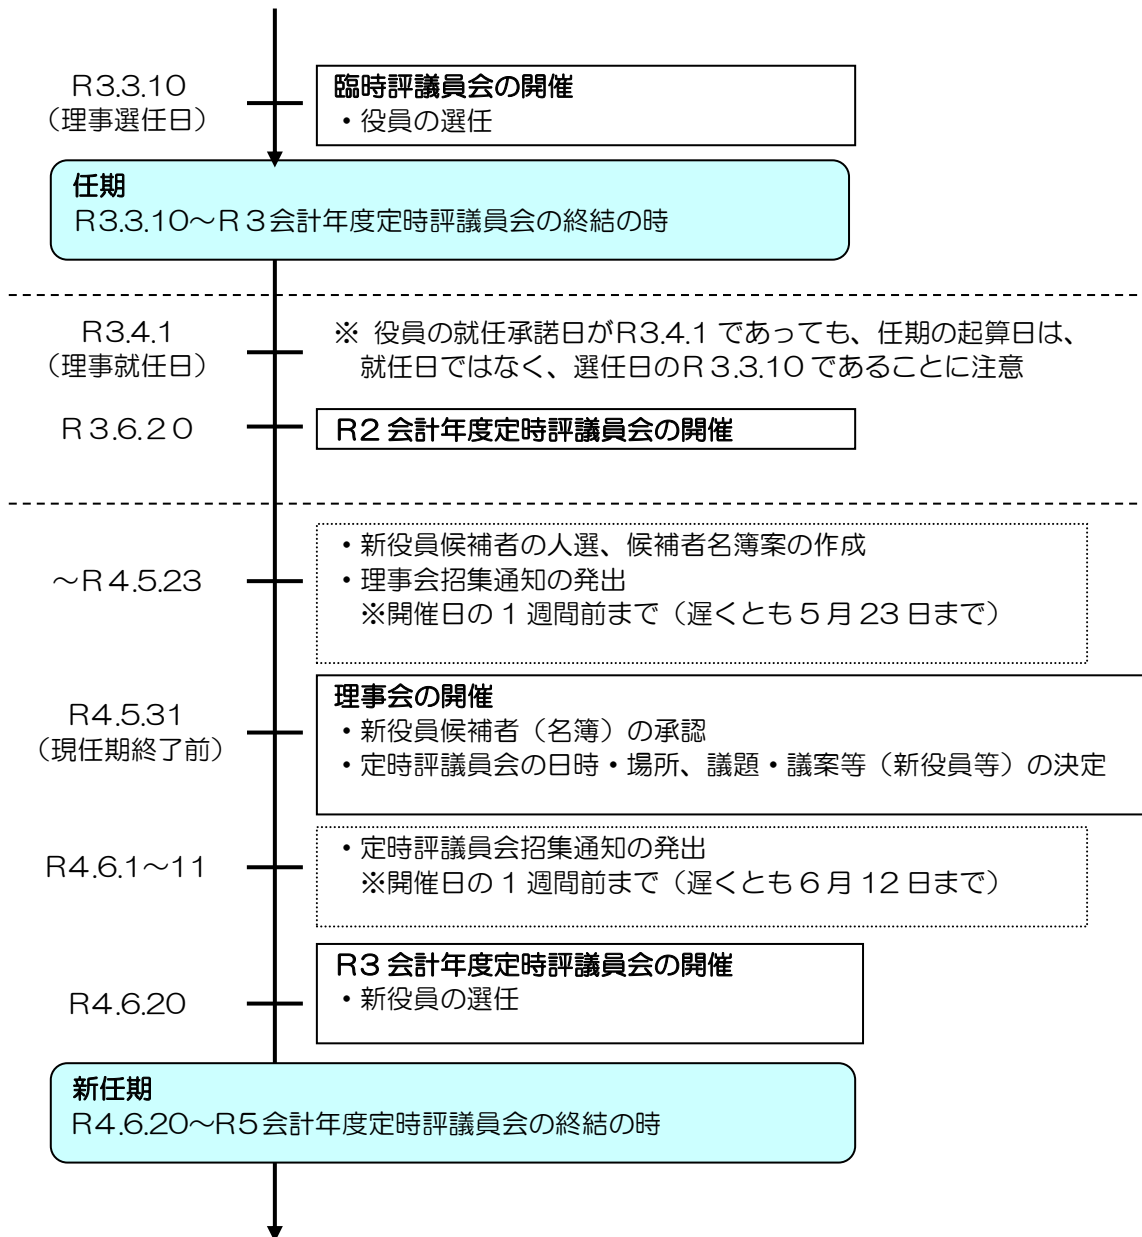 R3.3.10
（理事選任日）
臨時評議員会の開催
・役員の選任
任期
R3.3.10～R３会計年度定時評議員会の終結の時
R3.4.1
（理事就任日）
※ 役員の就任承諾日がR3.4.1 であっても、任期の起算日は、
就任日ではなく、選任日のR３.3.10 であることに注意
R３.６.２０
R2 会計年度定時評議員会の開催
～R４.5.23
・新役員候補者の人選、候補者名簿案の作成
・理事会招集通知の発出
※開催日の 1 週間前まで（遅くとも 5 月 23 日まで）
R4.5.31
（現任期終了前）
理事会の開催
・新役員候補者（名簿）の承認
・定時評議員会の日時・場所、議題・議案等（新役員等）の決定
R4.6.1～11
・定時評議員会招集通知の発出
※開催日の 1 週間前まで（遅くとも 6 月 12 日まで）
R4.6.20
R3 会計年度定時評議員会の開催
・新役員の選任
新任期
R4.6.20～R5会計年度定時評議員会の終結の時